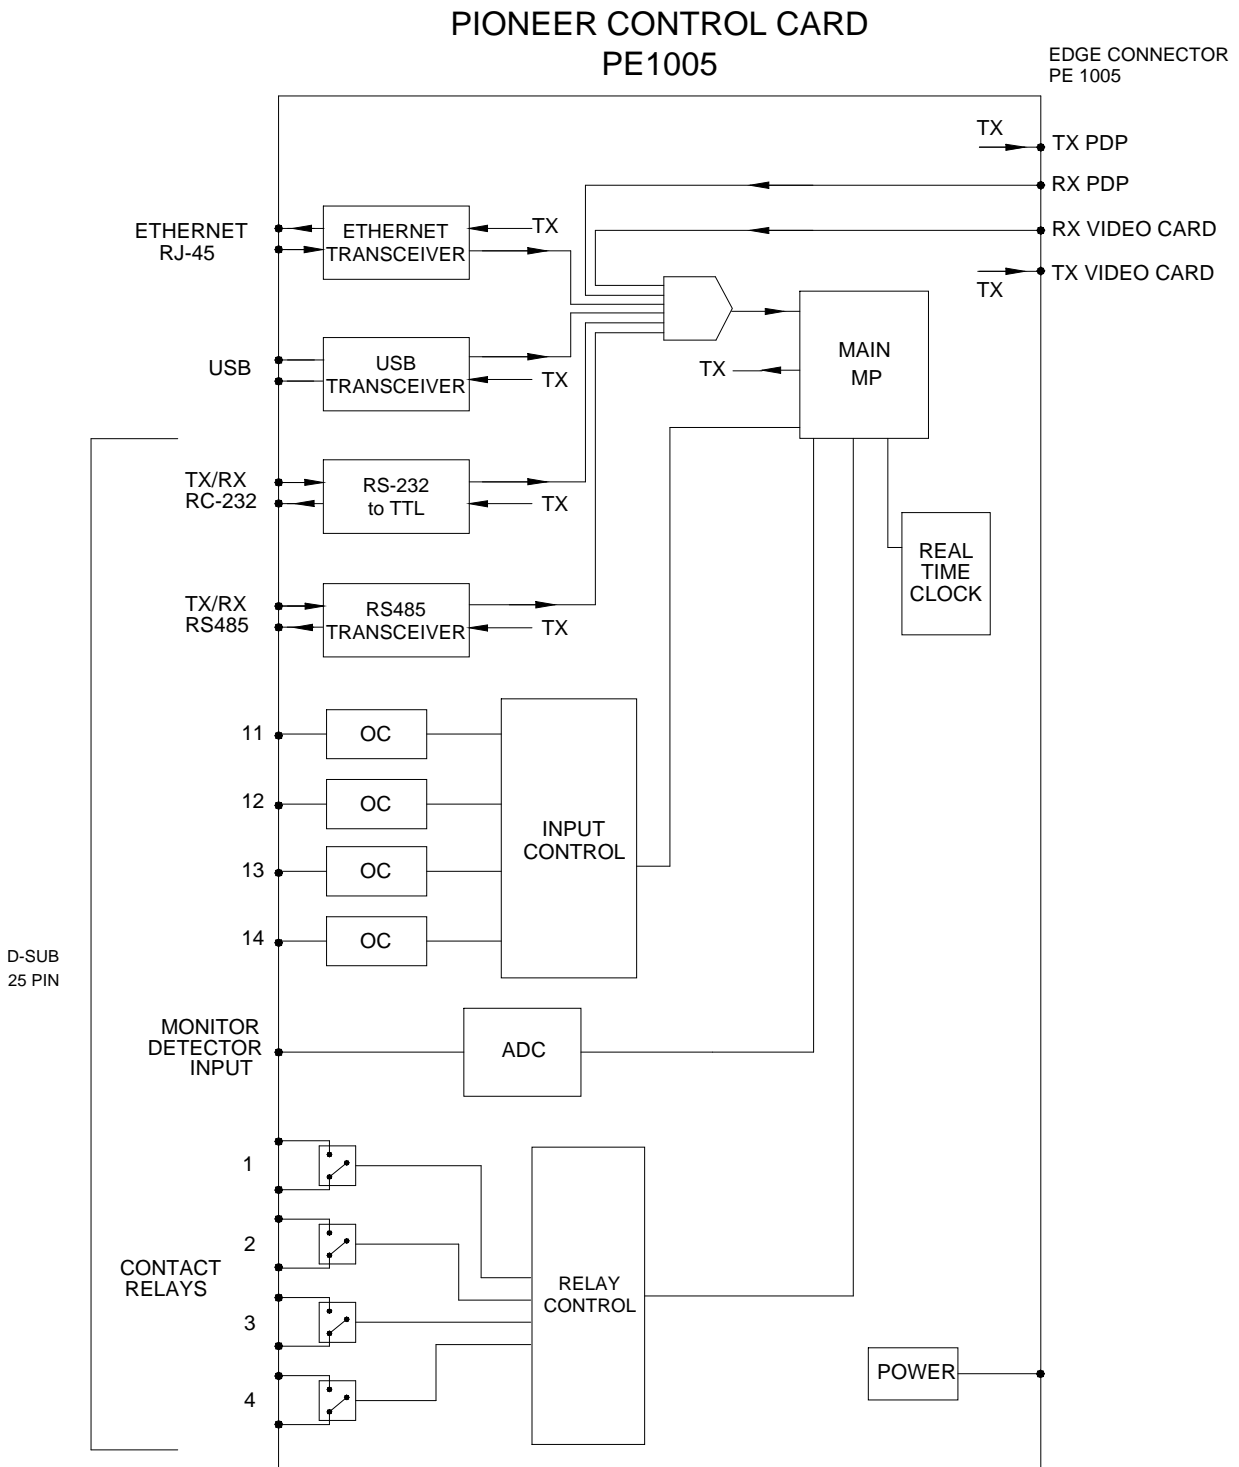 PIONEER CONTROL CARD
PE1005
EDGE CONNECTOR
PE 1005
TX
TX PDP
RX PDP
RX VIDEO CARD
TX VIDEO CARD
TX
ETHERNET
RJ-45
ETHERNET
TRANSCEIVER
TX
USB
USB
TRANSCEIVER
TX
TX
MAIN
MP
TX/RX
RC-232
RS-232
to TTL
TX
REAL
TIME
CLOCK
TX/RX
RS485
RS485
TRANSCEIVER
TX
11
OC
12
OC
13
OC
14
OC
INPUT
CONTROL
D-SUB
25 PIN
MONITOR
DETECTOR
INPUT
ADC
CONTACT
RELAYS
1
2
3
4
RELAY
CONTROL
POWER